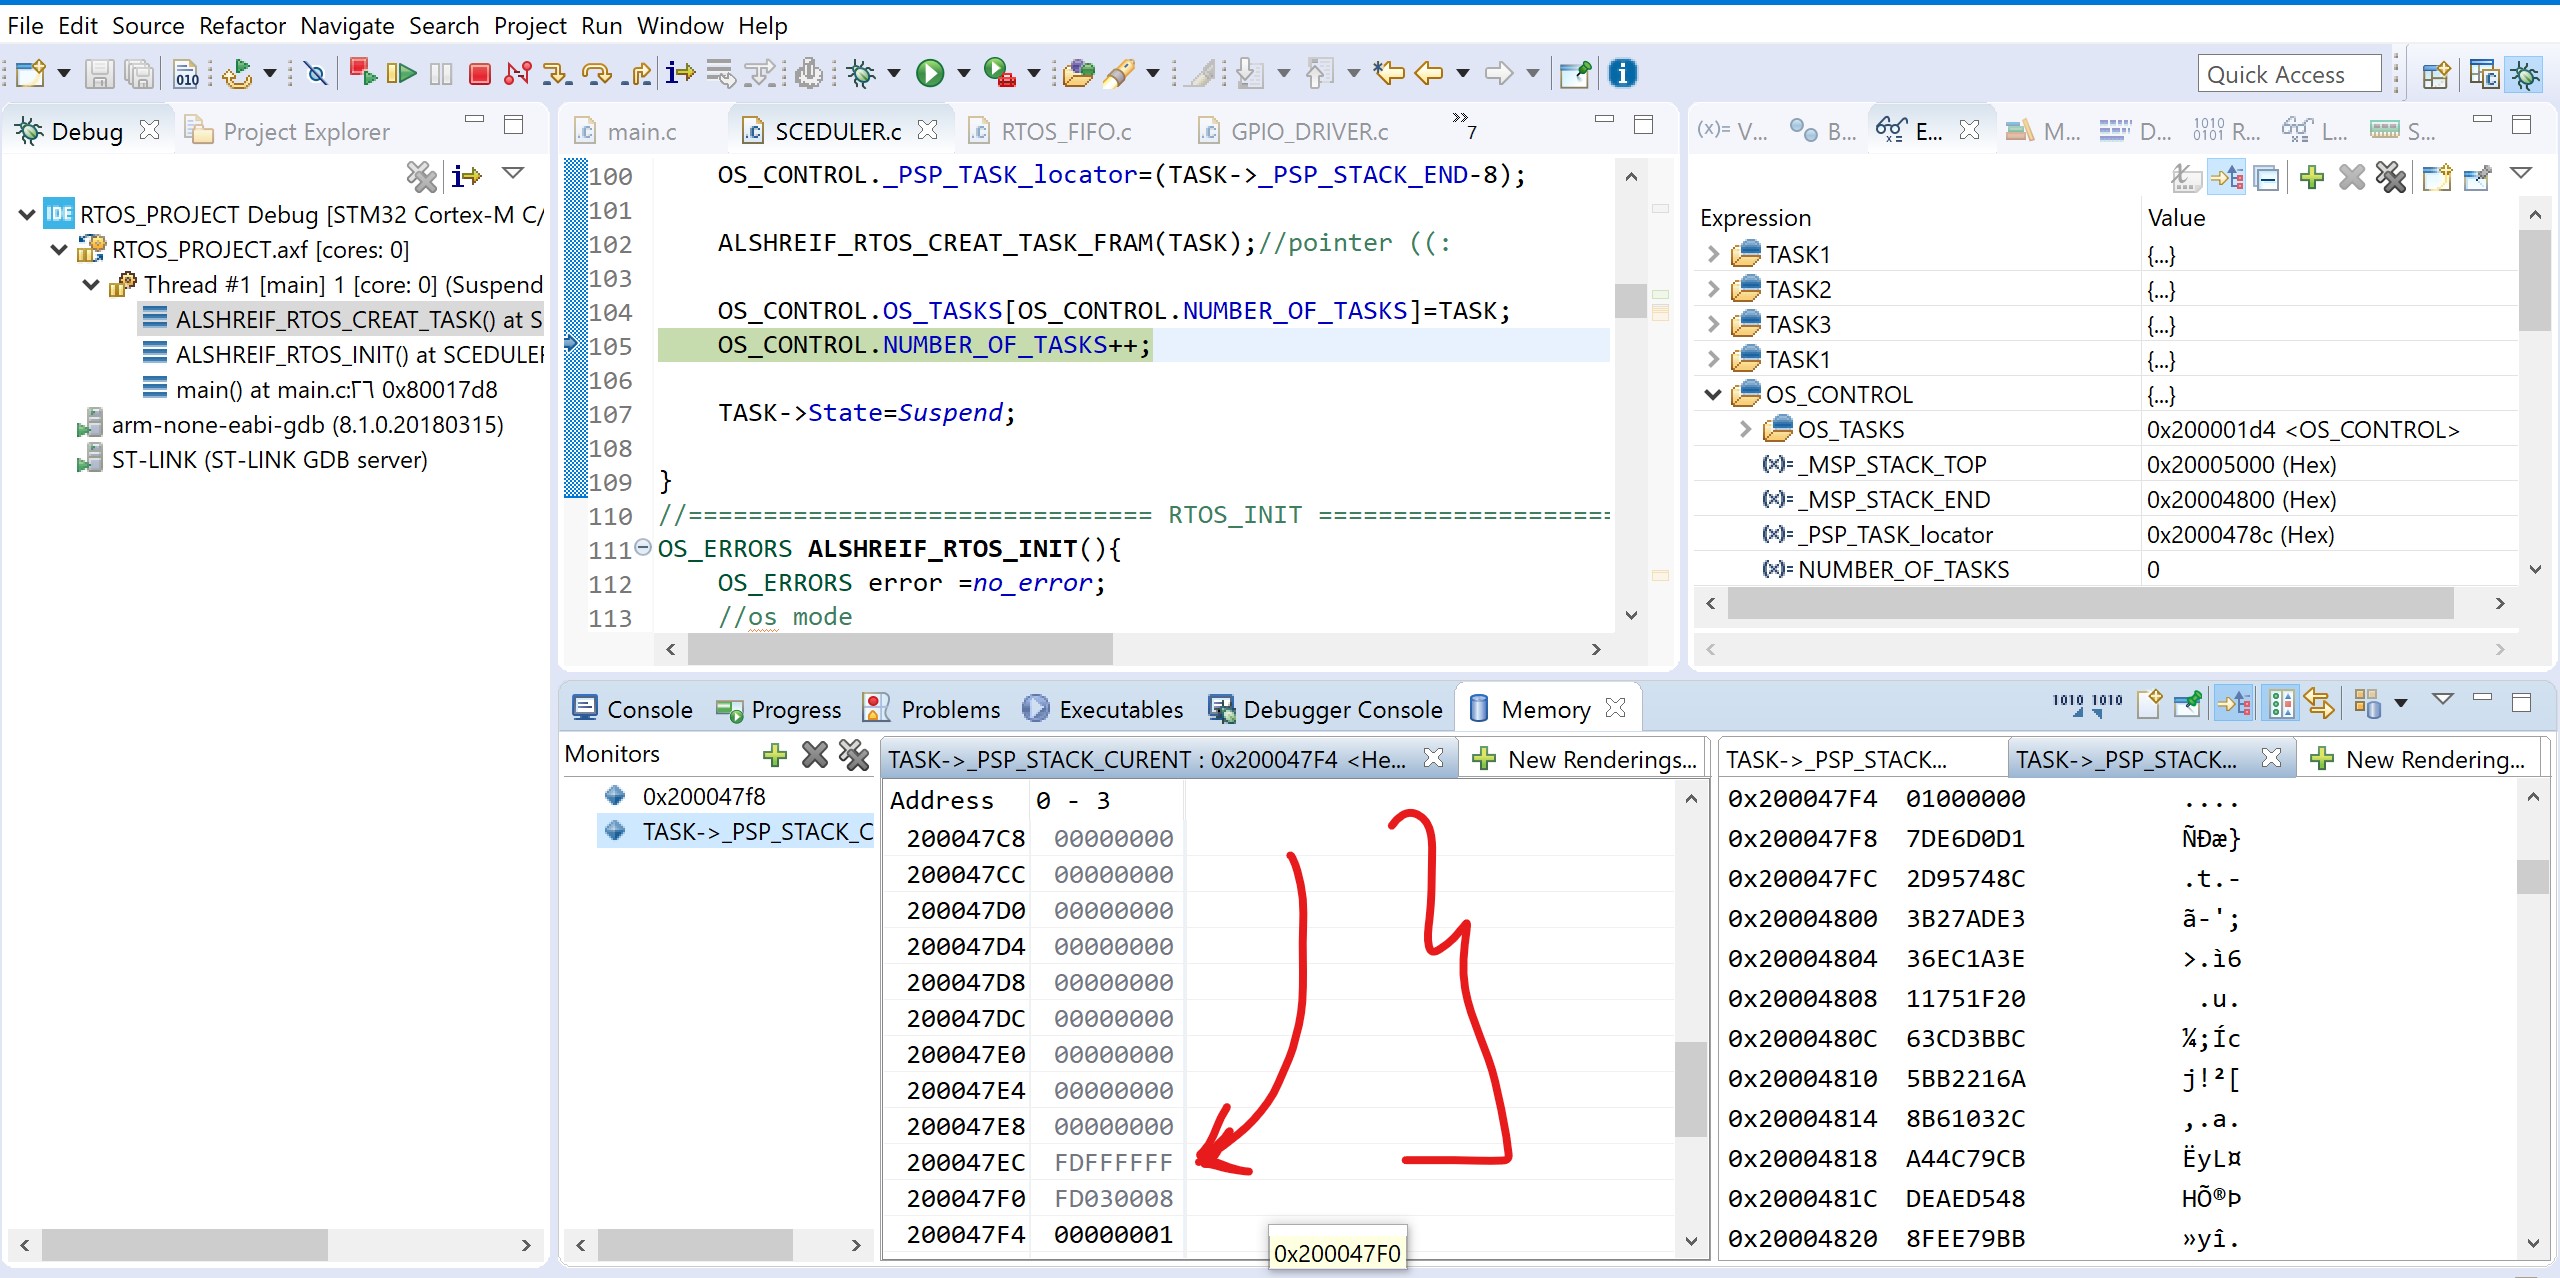 File Edit Source Refactor Navigate Search Project Run Window Help
Quick Access
Debug Project Explorer
RTOS_PROJECT Debug [STM32 Cortex-M C/
RTOS_PROJECT.axf [cores: 0]
Thread #1 [main] 1 [core: 0] (Suspend
ALSHREIF_RTOS_CREAT_TASK() at S
ALSHREIF_RTOS_INIT() at SCEDULEF
main() at main.c:٢٦ 0x80017d8
arm-none-eabi-gdb (8.1.0.20180315)
ST-LINK (ST-LINK GDB server)
main.c SCEDULER.c RTOS_FIFO.c GPIO_DRIVER.c »7
100 OS_CONTROL._PSP_TASK_locator=(TASK->_PSP_STACK_END-8);
101
102 ALSHREIF_RTOS_CREAT_TASK_FRAM(TASK);//pointer ((:
103
104 OS_CONTROL.OS_TASKS[OS_CONTROL.NUMBER_OF_TASKS]=TASK;
105 OS_CONTROL.NUMBER_OF_TASKS++;
106
107 TASK->State=Suspend;
108
109 }
110 //=============================== RTOS_INIT ====================
111 OS_ERRORS ALSHREIF_RTOS_INIT(){
112 OS_ERRORS error =no_error;
113 //os mode
(x)= V... B... E... M... D... R... L... S...
Expression Value
TASK1 {...}
TASK2 {...}
TASK3 {...}
TASK1 {...}
OS_CONTROL {...}
OS_TASKS 0x200001d4 <OS_CONTROL>
(x)= _MSP_STACK_TOP 0x20005000 (Hex)
(x)= _MSP_STACK_END 0x20004800 (Hex)
(x)= _PSP_TASK_locator 0x2000478c (Hex)
(x)= NUMBER_OF_TASKS 0
Console Progress Problems Executables Debugger Console Memory
Monitors
0x200047f8
TASK->_PSP_STACK_C
TASK->_PSP_STACK_CURENT : 0x200047F4 <He... New Renderings...
Address 0 - 3
200047C8 00000000
200047CC 00000000
200047D0 00000000
200047D4 00000000
200047D8 00000000
200047DC 00000000
200047E0 00000000
200047E4 00000000
200047E8 00000000
200047EC FDFFFFFF
200047F0 FD030008
200047F4 00000001
0x200047F0
TASK->_PSP_STACK... TASK->_PSP_STACK... New Rendering...
0x200047F4 01000000 ....
0x200047F8 7DE6D0D1 ÑÐæ}
0x200047FC 2D95748C .t.-
0x20004800 3B27ADE3 ã-';
0x20004804 36EC1A3E >.ì6
0x20004808 11751F20 .u.
0x2000480C 63CD3BBC ¼;Íc
0x20004810 5BB2216A j!²[
0x20004814 8B61032C ,.a.
0x20004818 A44C79CB ËyL¤
0x2000481C DEAED548 HÕ®Þ
0x20004820 8FEE79BB »yî.